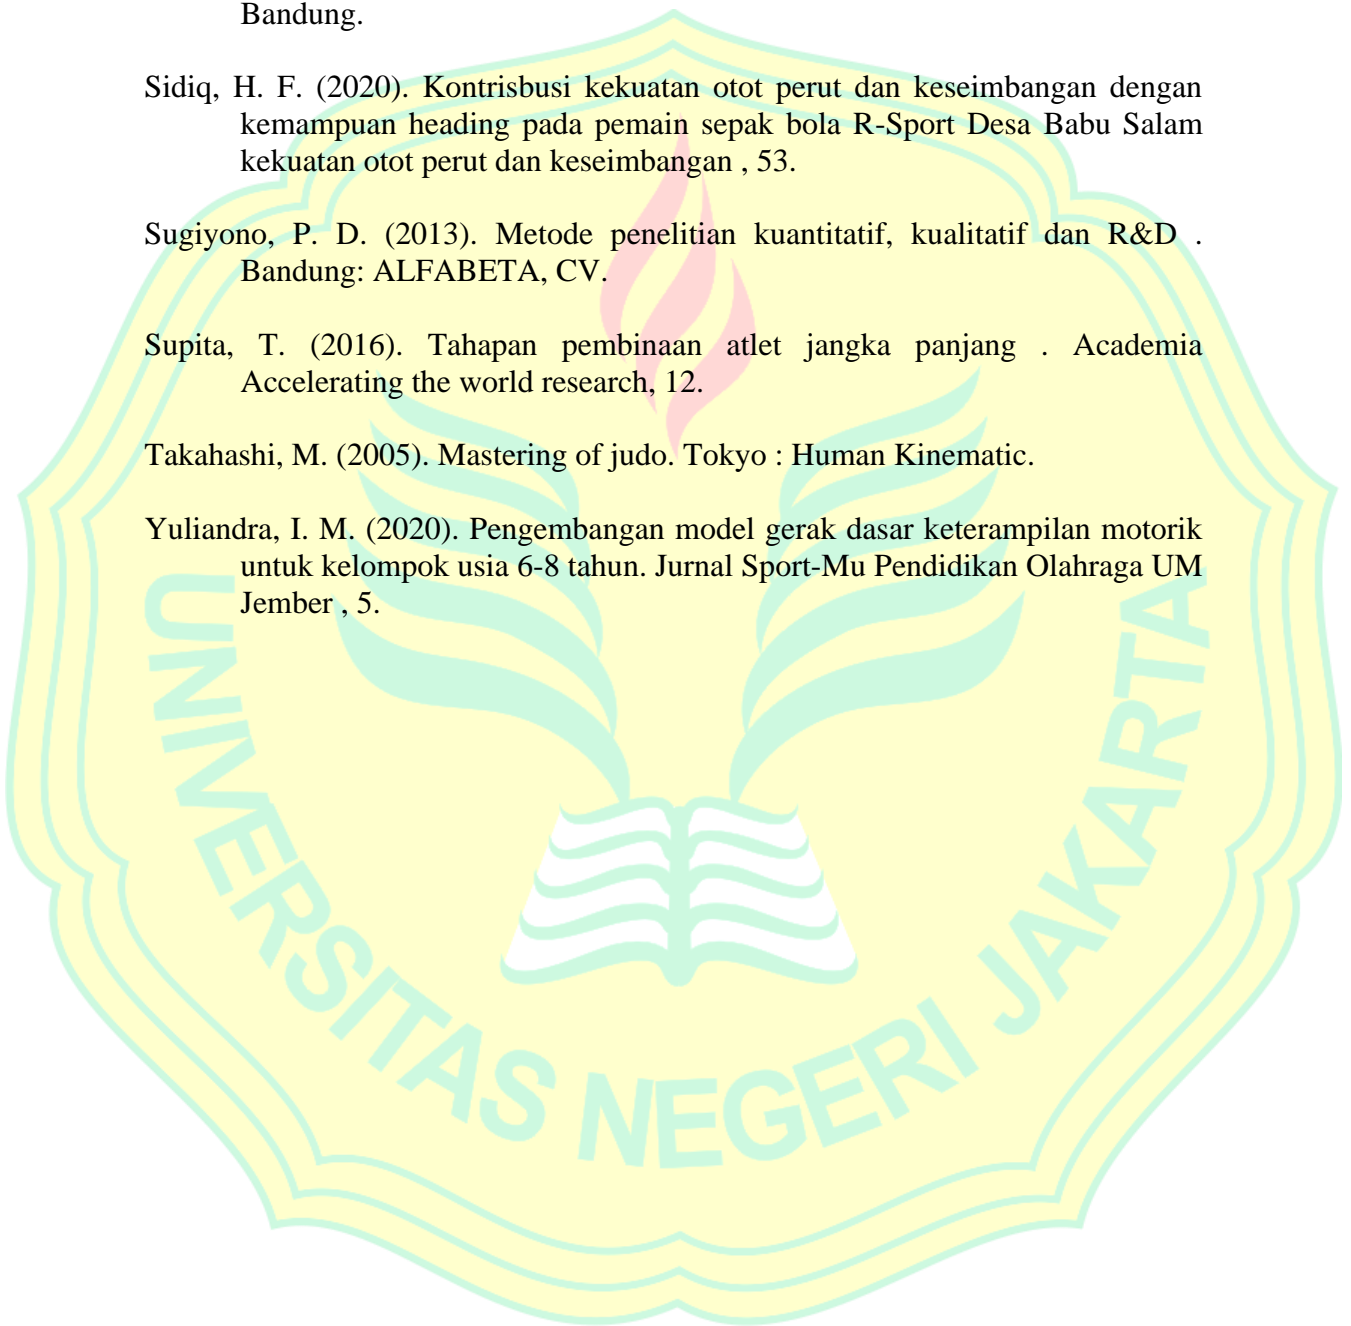 Bandung.
Sidiq, H. F. (2020). Kontrisbusi kekuatan otot perut dan keseimbangan dengan
kemampuan heading pada pemain sepak bola R-Sport Desa Babu Salam
kekuatan otot perut dan keseimbangan , 53.
Sugiyono, P. D. (2013). Metode penelitian kuantitatif, kualitatif dan R&D .
Bandung: ALFABETA, CV.
Supita, T. (2016). Tahapan pembinaan atlet jangka panjang . Academia
Accelerating the world research, 12.
Takahashi, M. (2005). Mastering of judo. Tokyo : Human Kinematic.
Yuliandra, I. M. (2020). Pengembangan model gerak dasar keterampilan motorik
untuk kelompok usia 6-8 tahun. Jurnal Sport-Mu Pendidikan Olahraga UM
Jember , 5.
UNIVERSITAS NEGERI JAKARTA